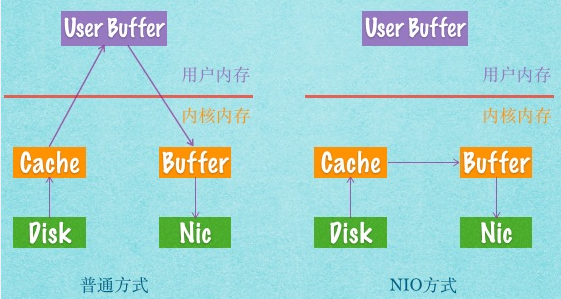 User Buffer
用户内存
内核内存
Cache
Buffer
Disk
Nic
普通方式
User Buffer
用户内存
内核内存
Cache
Buffer
Disk
Nic
NIO方式